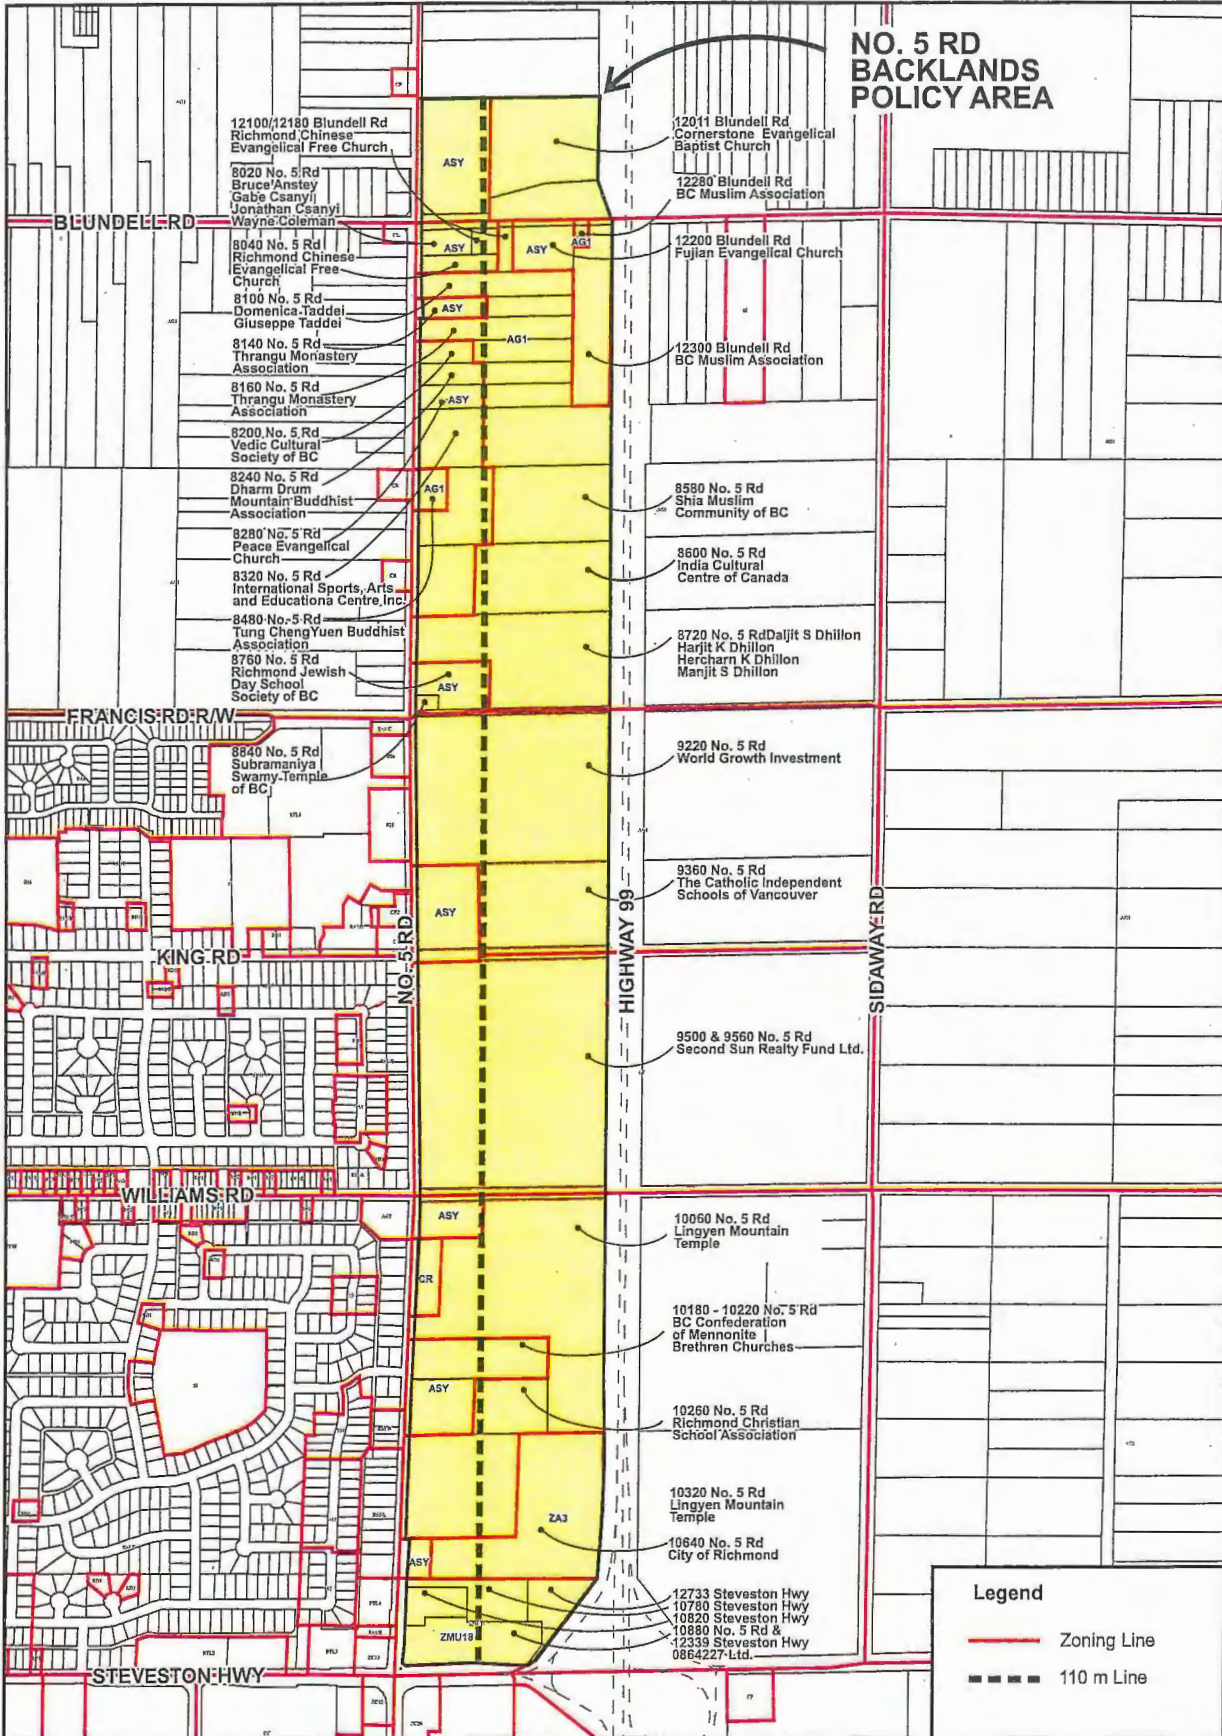 NO. 5 RD
BACKLANDS
POLICY AREA
12100/12180 Blundell Rd
Richmond Chinese
Evangelical Free Church
8020 No. 5 Rd
Bruce Anstey
Gabe Csanyi
Jonathan Csanyi
Wayne Coleman
BLUNDELL RD
8040 No. 5 Rd
Richmond Chinese
Evangelical Free
Church
8100 No. 5 Rd
Domenica Taddei
Giuseppe Taddei
8140 No. 5 Rd
Thrangu Monastery
Association
8160 No. 5 Rd
Thrangu Monastery
Association
8200 No. 5 Rd
Vedic Cultural
Society of BC
8240 No. 5 Rd
Dharm Drum
Mountain Buddhist
Association
8280 No. 5 Rd
Peace Evangelical
Church
8320 No. 5 Rd
International Sports, Arts
and Educationa Centre, Inc.
8480 No. 5 Rd
Tung ChengYuen Buddhist
Association
8760 No. 5 Rd
Richmond Jewish
Day School
Society of BC
FRANCIS RD R/W
8840 No. 5 Rd
Subramaniya
Swamy Temple
of BC
NO. 5 RD
KING RD
WILLIAMS RD
STEVESTON HWY
ASY
ASY
ASY
AG1
ASY
AG1
ASY
AG1
ASY
ASY
ASY
CR
ASY
ZA3
ASY
ZMU18
12011 Blundell Rd
Cornerstone Evangelical
Baptist Church
12280 Blundell Rd
BC Muslim Association
12200 Blundell Rd
Fujian Evangelical Church
12300 Blundell Rd
BC Muslim Association
8580 No. 5 Rd
Shia Muslim
Community of BC
8600 No. 5 Rd
India Cultural
Centre of Canada
8720 No. 5 RdDaljit S Dhillon
Harjit K Dhillon
Hercharn K Dhillon
Manjit S Dhillon
9220 No. 5 Rd
World Growth Investment
9360 No. 5 Rd
The Catholic Independent
Schools of Vancouver
HIGHWAY 99
SIDAWAY RD
9500 & 9560 No. 5 Rd
Second Sun Realty Fund Ltd.
10060 No. 5 Rd
Lingyen Mountain
Temple
10180 - 10220 No. 5 Rd
BC Confederation
of Mennonite
Brethren Churches
10260 No. 5 Rd
Richmond Christian
School Association
10320 No. 5 Rd
Lingyen Mountain
Temple
10640 No. 5 Rd
City of Richmond
12733 Steveston Hwy
10780 Steveston Hwy
10820 Steveston Hwy
10880 No. 5 Rd &
12339 Steveston Hwy
0864227 Ltd.
Legend
Zoning Line
110 m Line